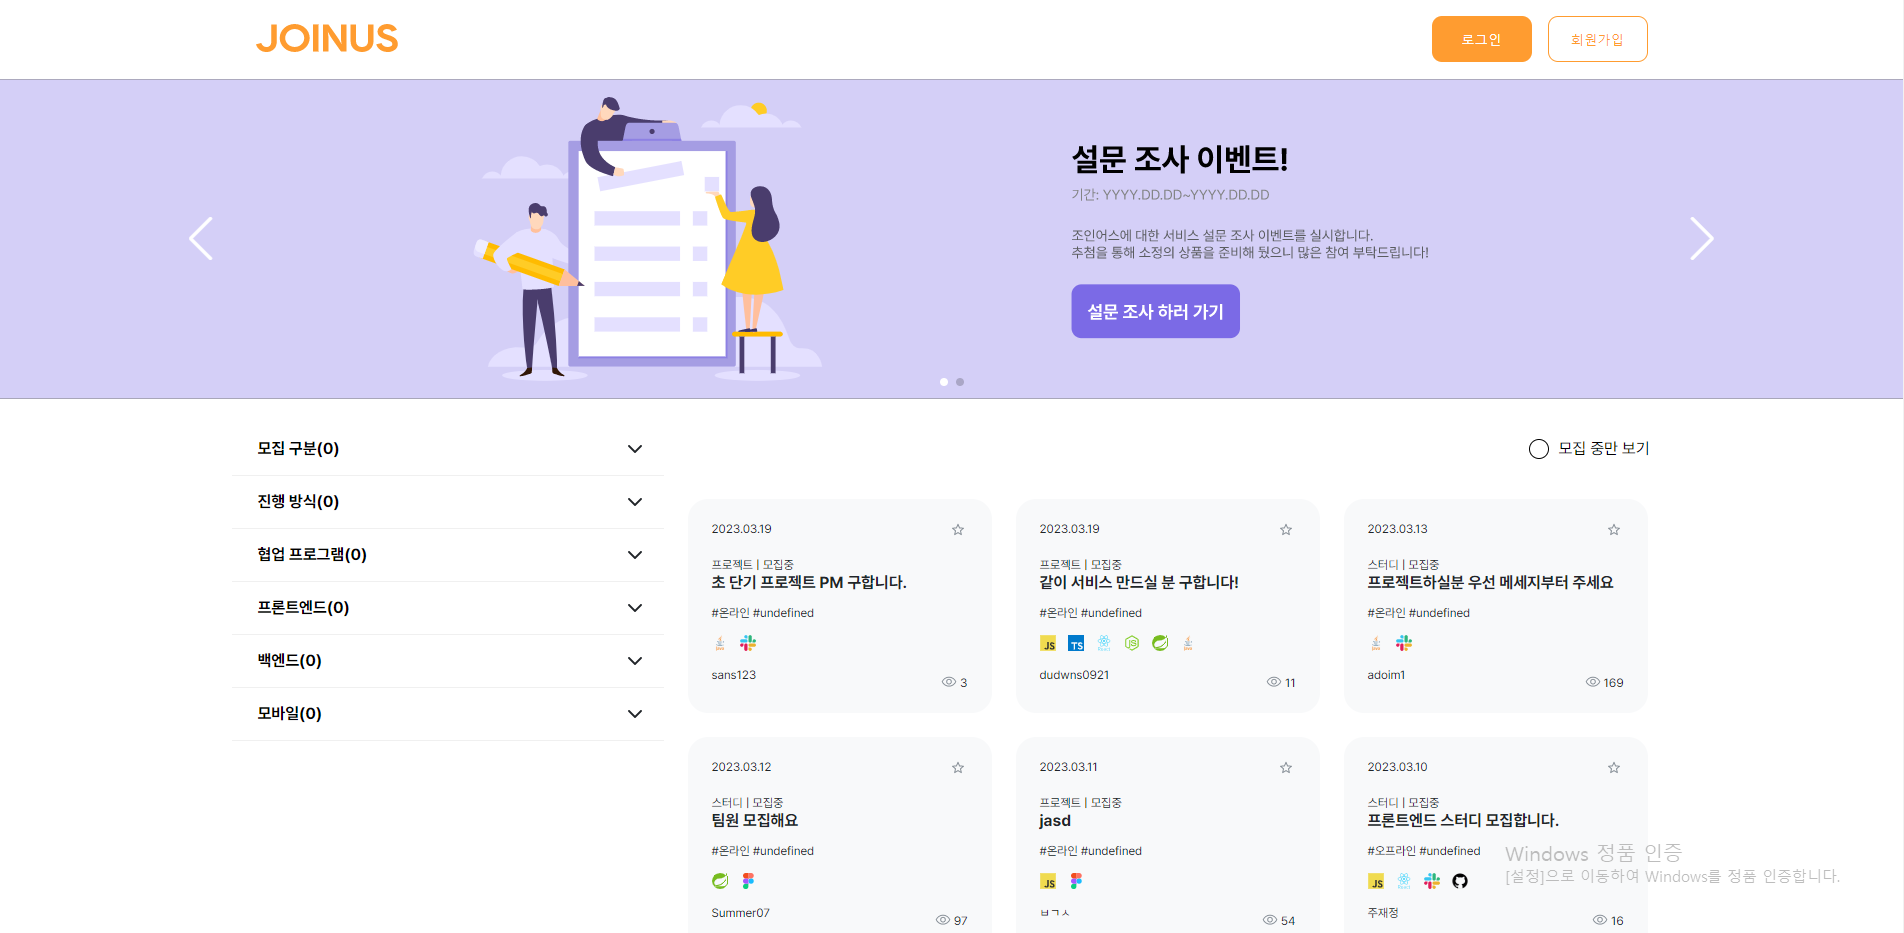 JOINUS
로그인
회원가입
설문 조사 이벤트!
기간: YYYY.DD.DD~YYYY.DD.DD
조인어스에 대한 서비스 설문 조사 이벤트를 실시합니다.
추첨을 통해 소정의 상품을 준비해 뒀으니 많은 참여 부탁드립니다!
설문 조사 하러 가기
모집 구분(0)
진행 방식(0)
협업 프로그램(0)
프론트엔드(0)
백엔드(0)
모바일(0)
모집 중만 보기
2023.03.19
프로젝트 | 모집중
초 단기 프로젝트 PM 구합니다.
#온라인 #undefined
sans123
3
2023.03.19
프로젝트 | 모집중
같이 서비스 만드실 분 구합니다!
#온라인 #undefined
JS TS
dudwns0921
11
2023.03.13
스터디 | 모집중
프로젝트하실분 우선 메세지부터 주세요
#온라인 #undefined
adoim1
169
2023.03.12
스터디 | 모집중
팀원 모집해요
#온라인 #undefined
Summer07
97
2023.03.11
프로젝트 | 모집중
jasd
#온라인 #undefined
JS
ㅂㄱㅅ
54
2023.03.10
스터디 | 모집중
프론트엔드 스터디 모집합니다.
#오프라인 #undefined
JS
주재정
16
Windows 정품 인증
[설정]으로 이동하여 Windows를 정품 인증합니다.